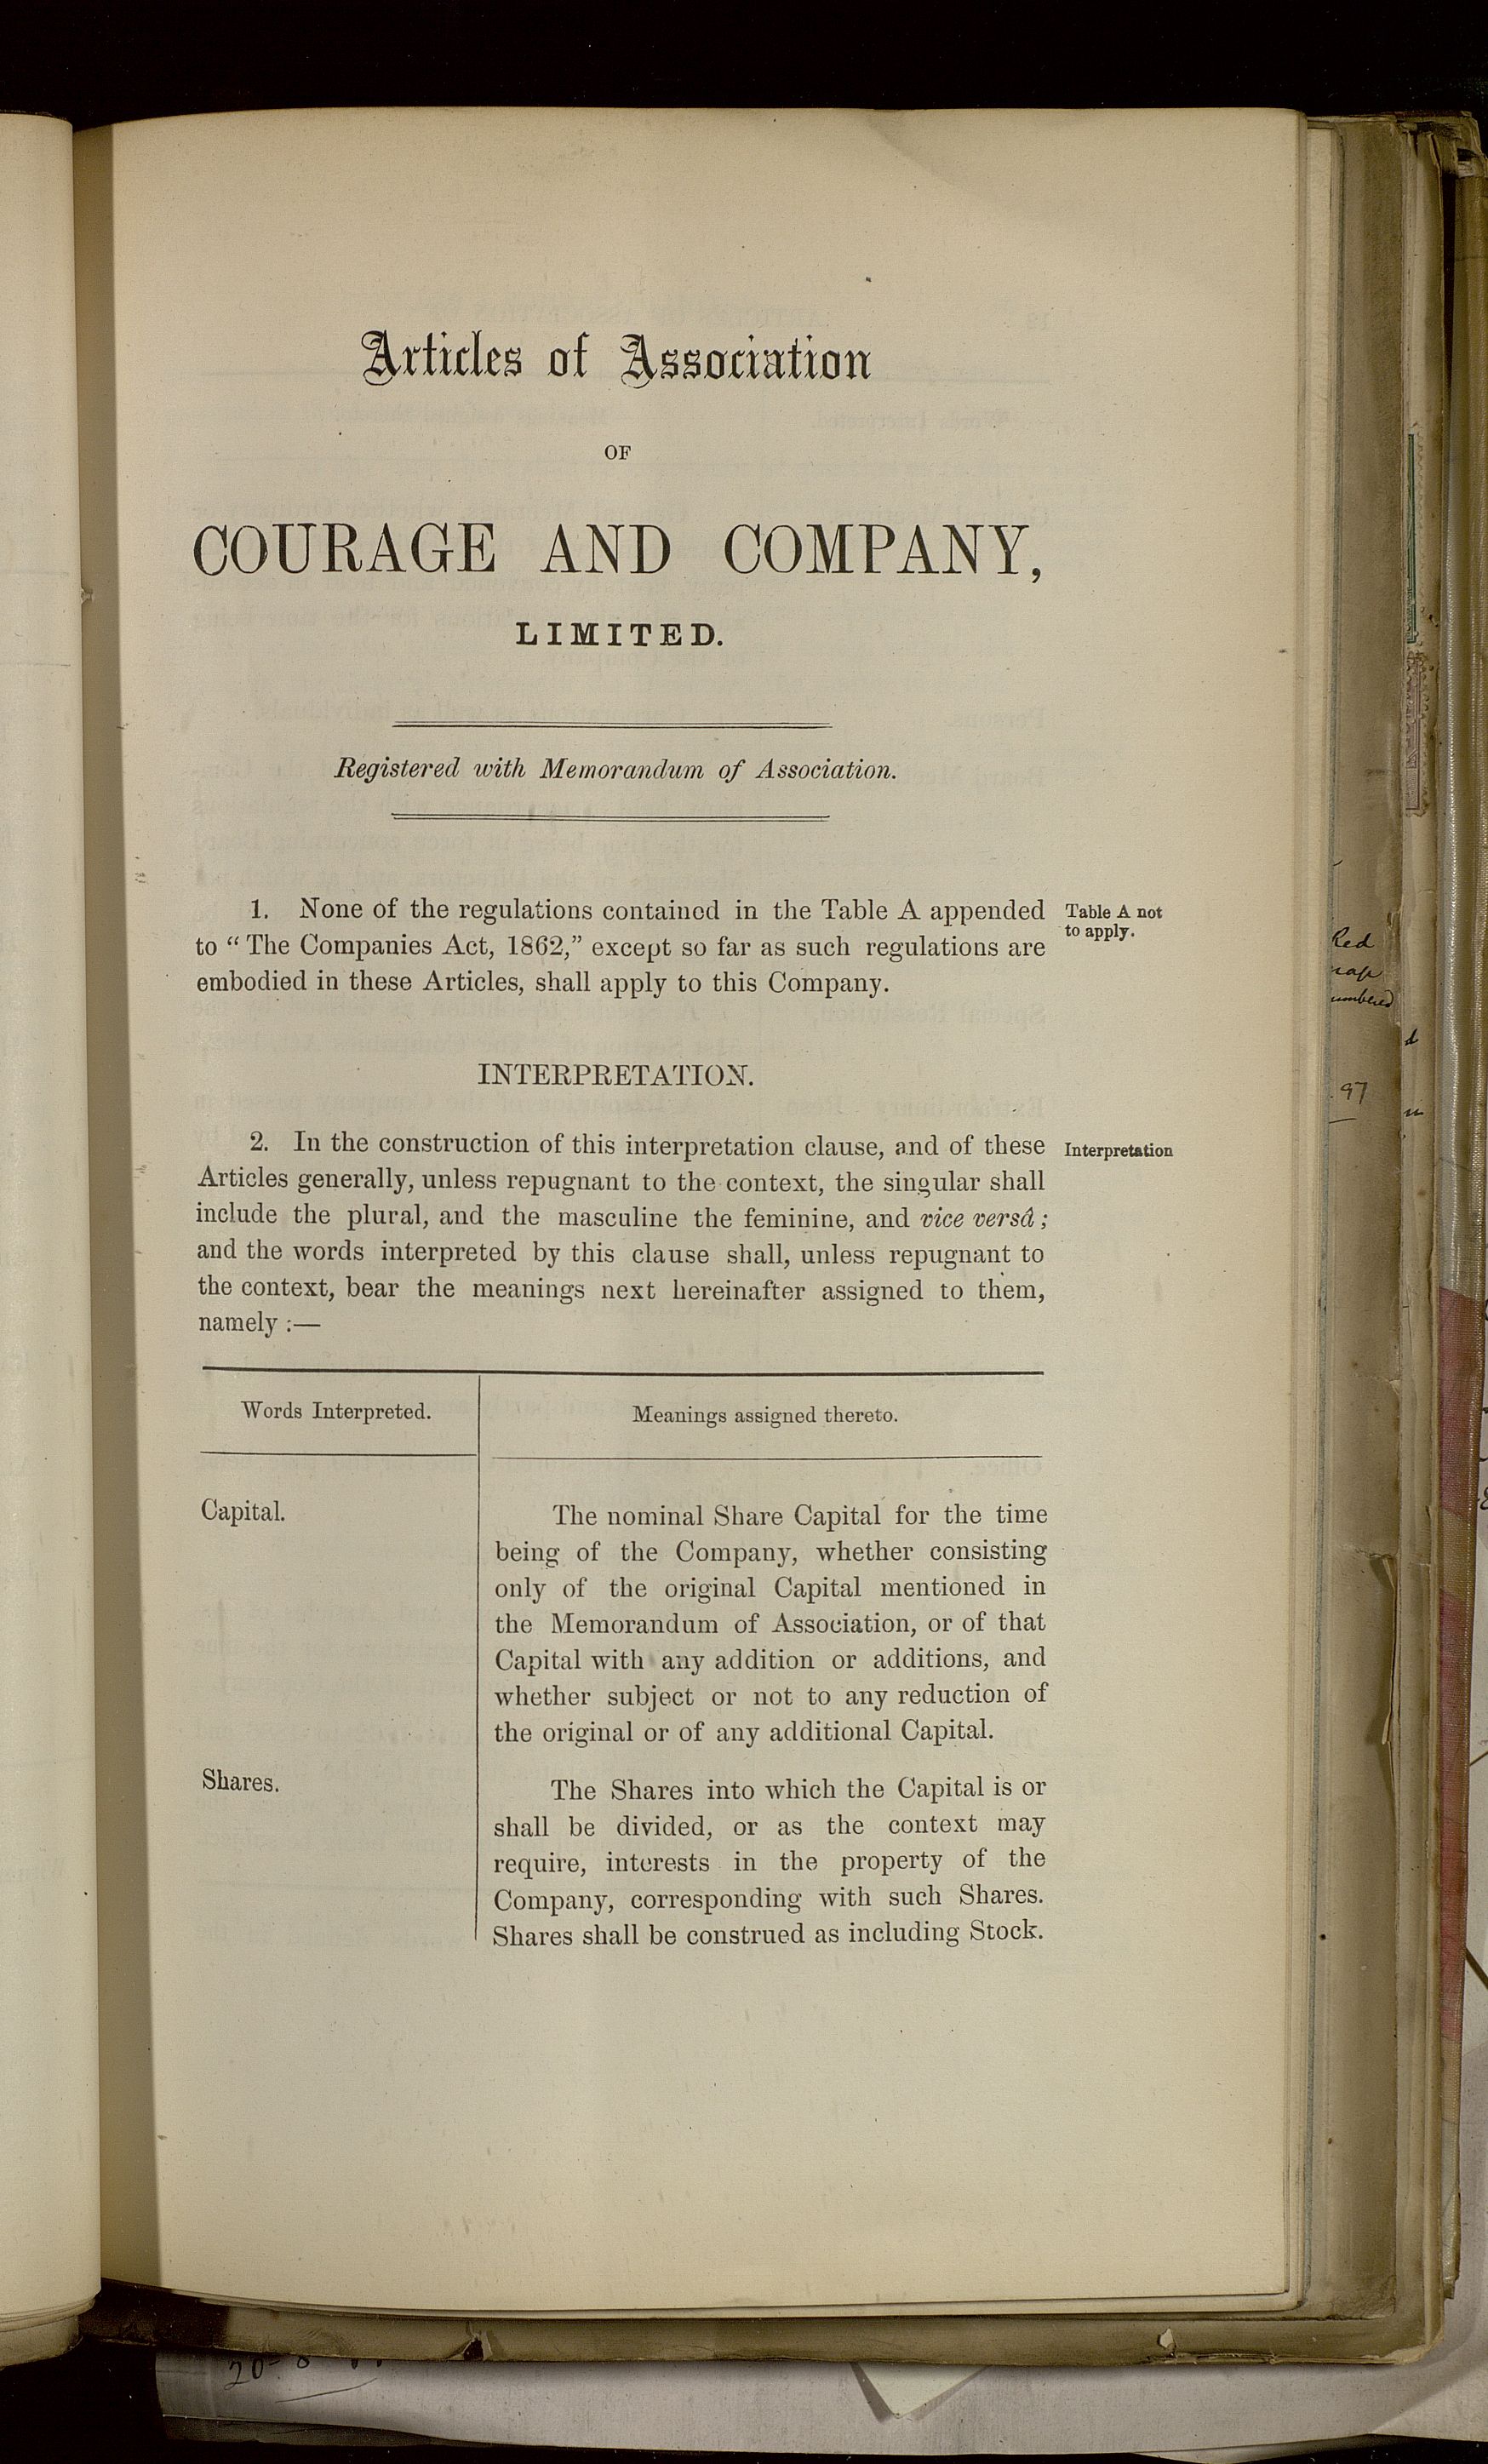 Articles of Association
OF
COURAGE AND COMPANY,
LIMITED.
Registered with Memorandum of Association.
1. None of the regulations contained in the Table A appended
to “ The Companies Act, 1862,” except so far as such regulations are
embodied in these Articles, shall apply to this Company.
Table A not
to apply.
INTERPRETATION.
2. In the construction of this interpretation clause, and of these
Articles generally, unless repugnant to the context, the singular shall
include the plural, and the masculine the feminine, and vice versâ ;
and the words interpreted by this clause shall, unless repugnant to
the context, bear the meanings next hereinafter assigned to them,
namely :—
Interpretation
Words Interpreted.
Meanings assigned thereto.
Capital.
The nominal Share Capital for the time
being of the Company, whether consisting
only of the original Capital mentioned in
the Memorandum of Association, or of that
Capital with any addition or additions, and
whether subject or not to any reduction of
the original or of any additional Capital.
Shares.
The Shares into which the Capital is or
shall be divided, or as the context may
require, interests in the property of the
Company, corresponding with such Shares.
Shares shall be construed as including Stock.
Red
umbered
97